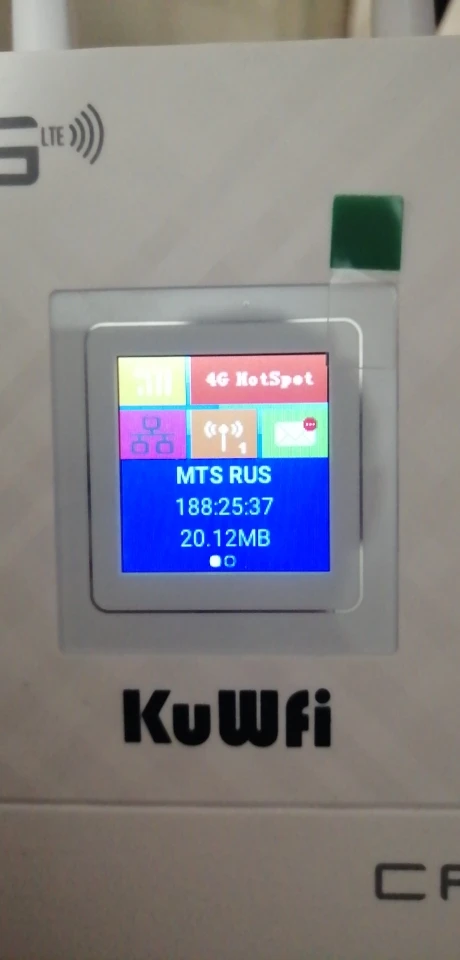 G LTE
4G HotSpot
1
MTS RUS
188:25:37
20.12MB
KuWfi